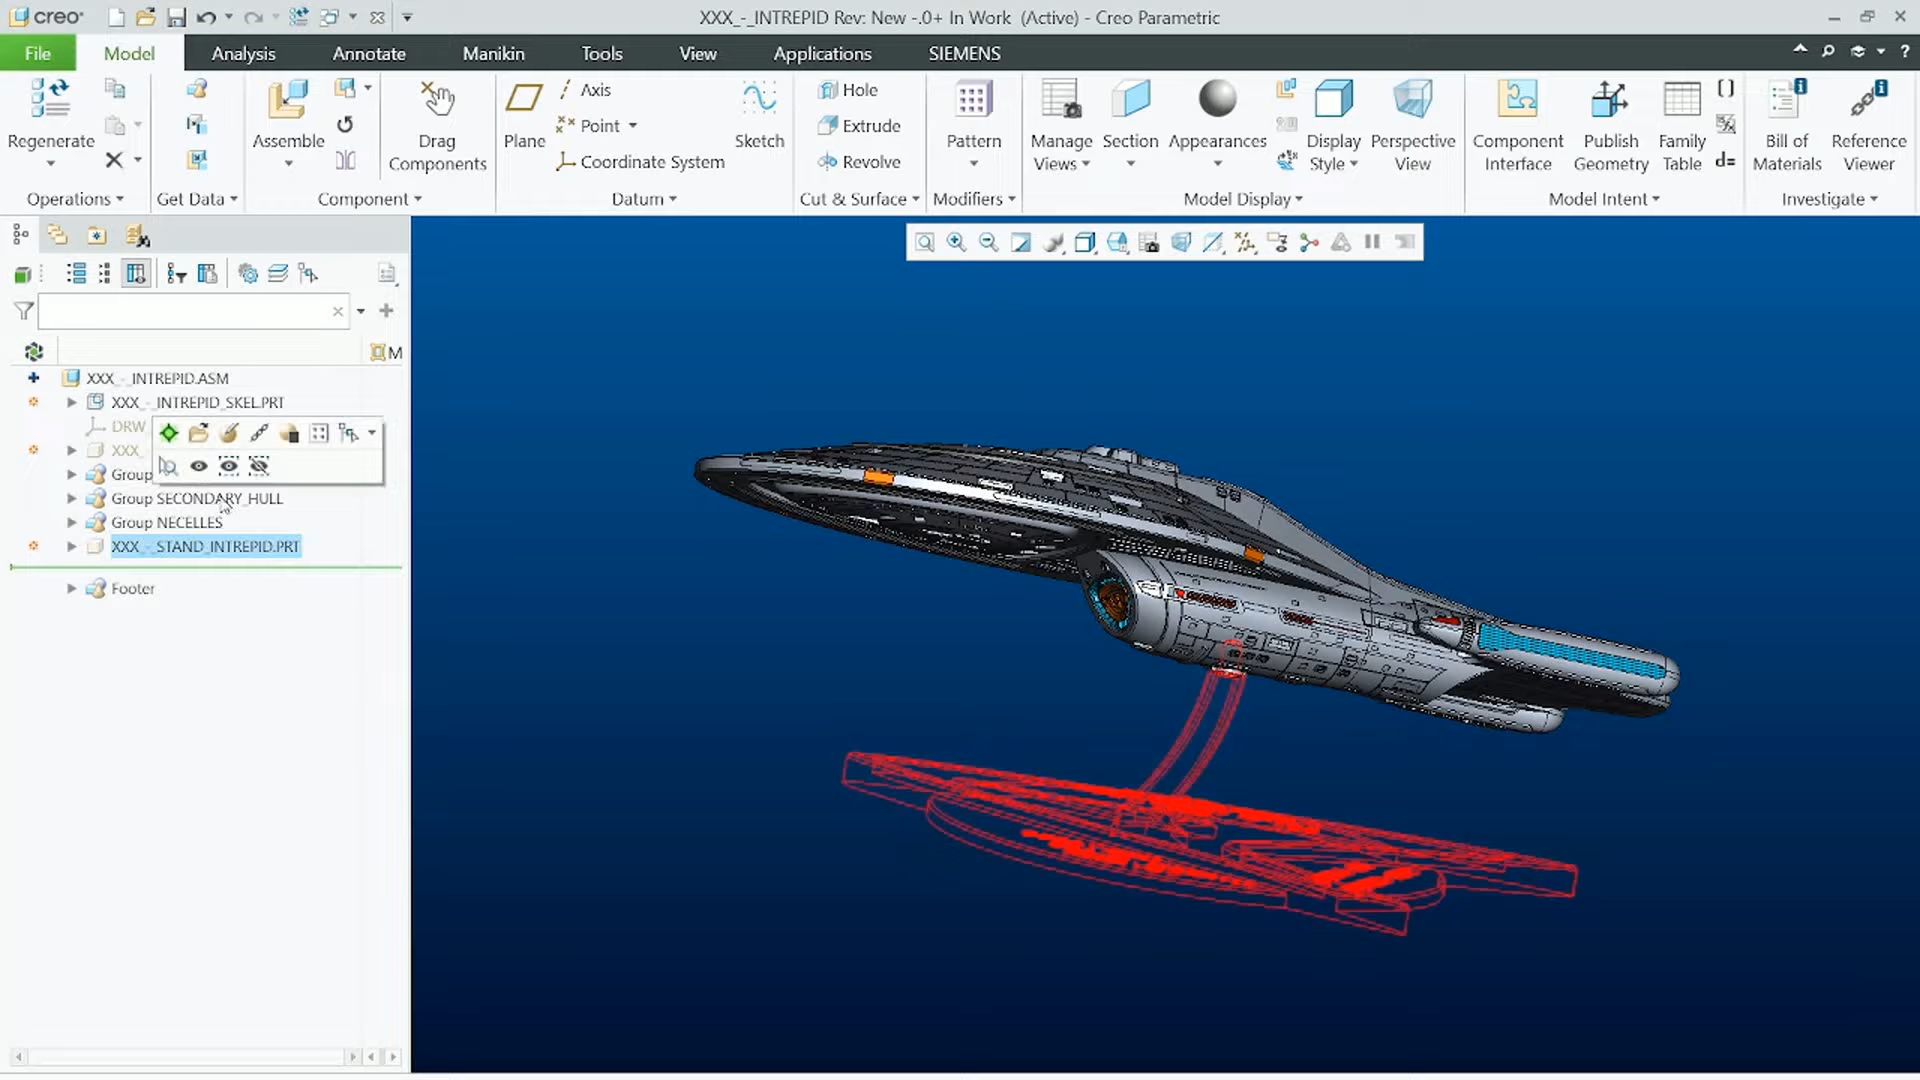 creo®
XXX_-_INTREPID Rev: New -.0+ In Work (Active) - Creo Parametric
File Model Analysis Annotate Manikin Tools View Applications SIEMENS
Regenerate
Assemble
Drag Components
Plane
Axis
Point
Coordinate System
Sketch
Hole
Extrude
Revolve
Pattern
Manage Views
Section
Appearances
Display Style
Perspective View
Component Interface
Publish Geometry
Family Table
Bill of Materials
Reference Viewer
Operations Get Data Component Datum Cut & Surface Modifiers Model Display Model Intent Investigate
M
XXX_-_INTREPID.ASM
XXX_-_INTREPID_SKEL.PRT
DRW
XXX_
Group
Group SECONDARY_HULL
Group NECELLES
XXX_-_STAND_INTREPID.PRT
Footer